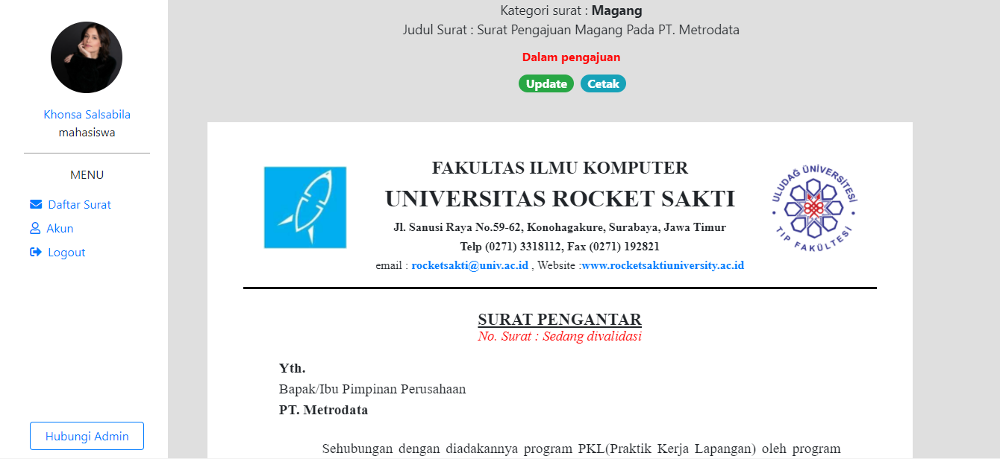 Khonsa Salsabila
mahasiswa
MENU
Daftar Surat
Akun
Logout
Hubungi Admin
Kategori surat : Magang
Judul Surat : Surat Pengajuan Magang Pada PT. Metrodata
Dalam pengajuan
Update Cetak
FAKULTAS ILMU KOMPUTER
UNIVERSITAS ROCKET SAKTI
Jl. Sanusi Raya No.59-62, Konohagakure, Surabaya, Jawa Timur
Telp (0271) 3318112, Fax (0271) 192821
email : rocketsakti@univ.ac.id , Website :www.rocketsaktiuniversity.ac.id
ULUDAĞ ÜNİVERSİTESİ
TIP FAKÜLTESİ
SURAT PENGANTAR
No. Surat : Sedang divalidasi
Yth.
Bapak/Ibu Pimpinan Perusahaan
PT. Metrodata
Sehubungan dengan diadakannya program PKL(Praktik Kerja Lapangan) oleh program